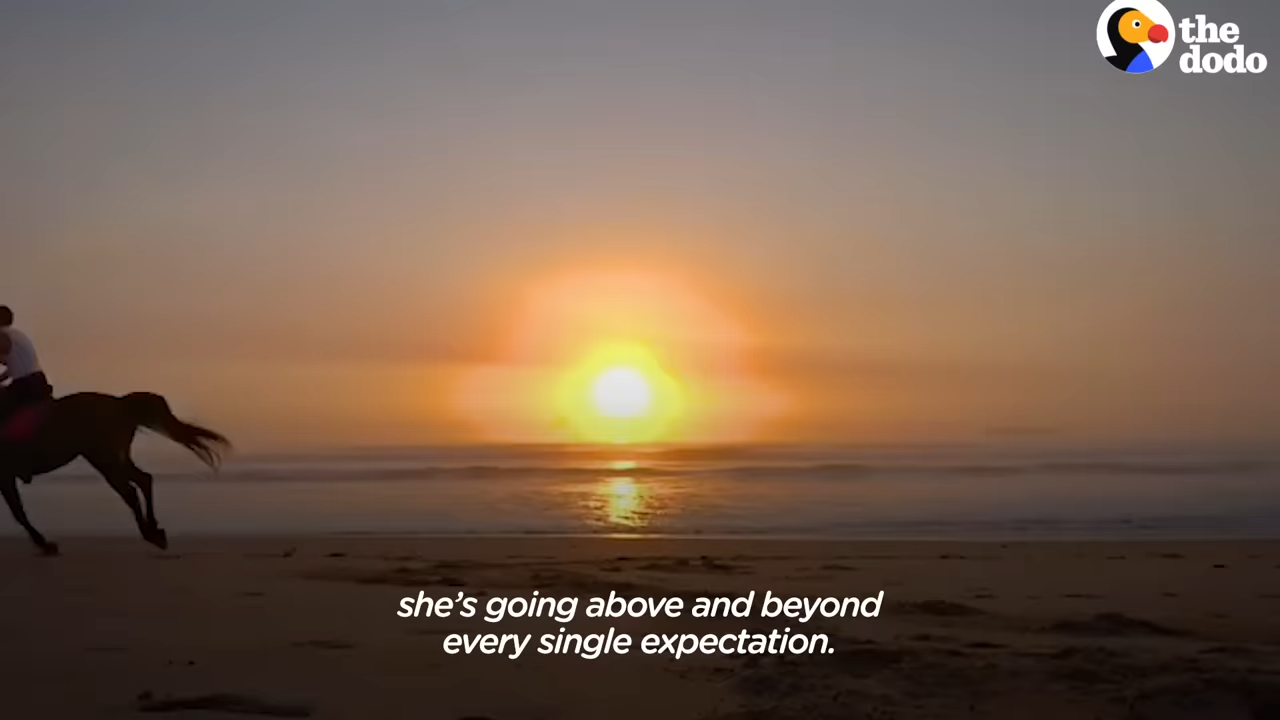 the
dodo
she's going above and beyond
every single expectation.